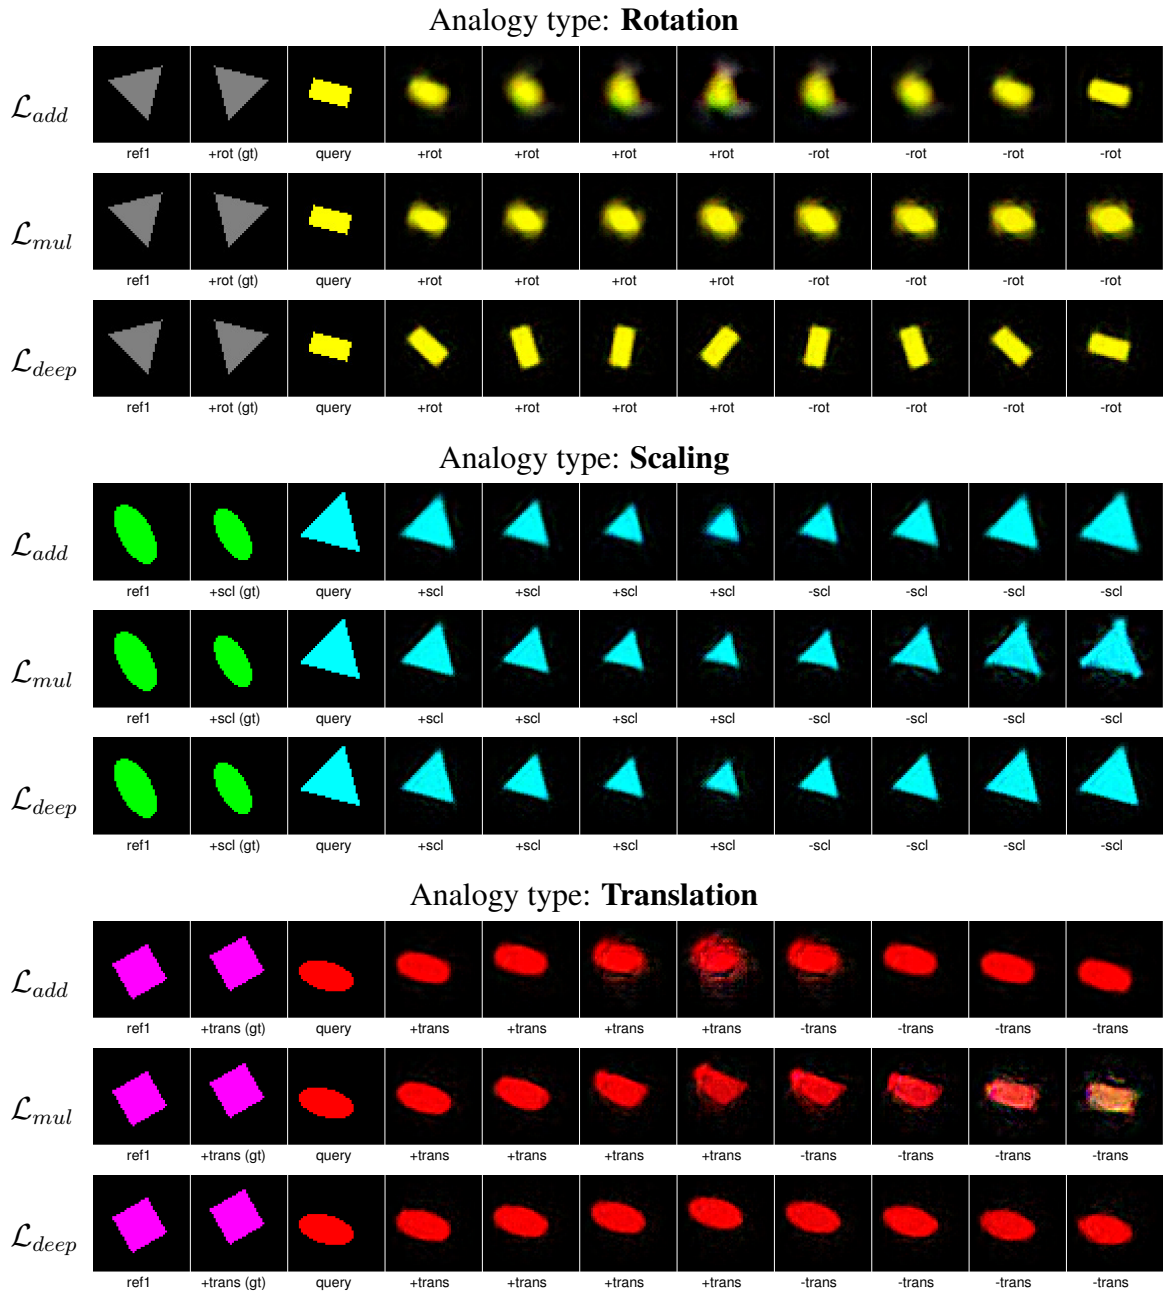 Analogy type: Rotation
ℒadd
ref1 +rot (gt) query +rot +rot +rot +rot -rot -rot -rot -rot
ℒmul
ref1 +rot (gt) query +rot +rot +rot +rot -rot -rot -rot -rot
ℒdeep
ref1 +rot (gt) query +rot +rot +rot +rot -rot -rot -rot -rot
Analogy type: Scaling
ℒadd
ref1 +scl (gt) query +scl +scl +scl +scl -scl -scl -scl -scl
ℒmul
ref1 +scl (gt) query +scl +scl +scl +scl -scl -scl -scl -scl
ℒdeep
ref1 +scl (gt) query +scl +scl +scl +scl -scl -scl -scl -scl
Analogy type: Translation
ℒadd
ref1 +trans (gt) query +trans +trans +trans +trans -trans -trans -trans -trans
ℒmul
ref1 +trans (gt) query +trans +trans +trans +trans -trans -trans -trans -trans
ℒdeep
ref1 +trans (gt) query +trans +trans +trans +trans -trans -trans -trans -trans